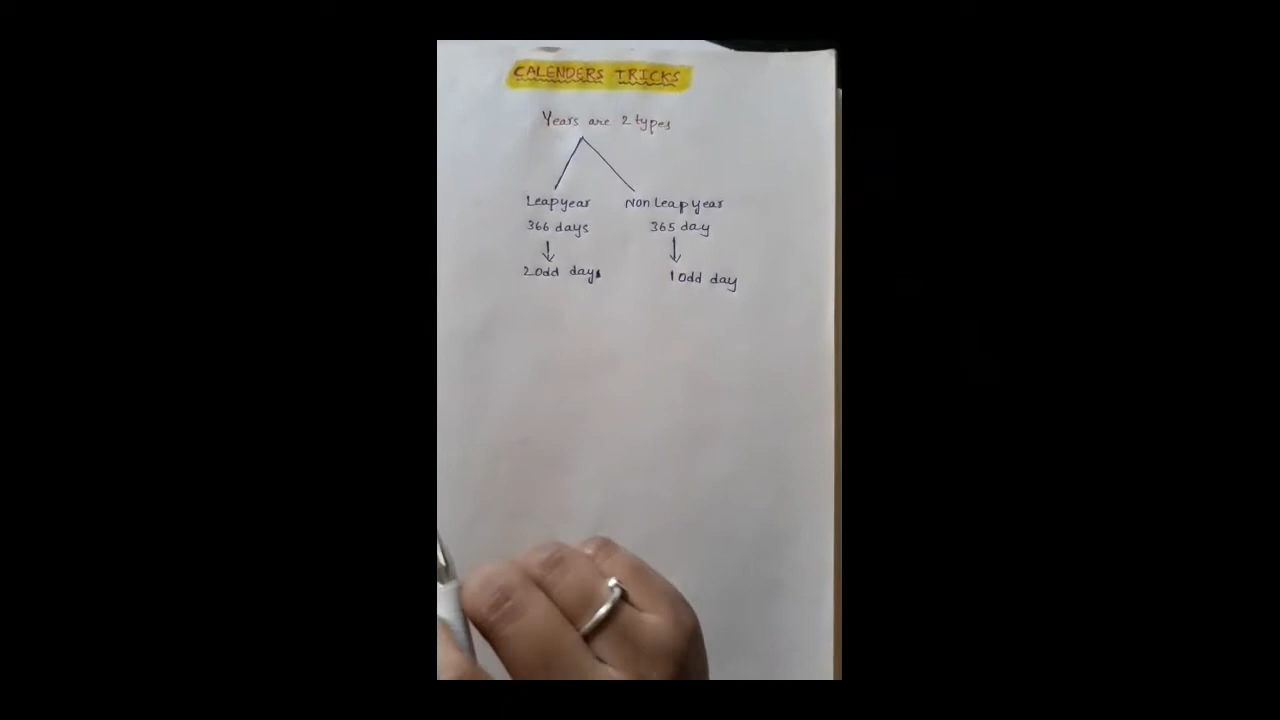 CALENDERS TRICKS
Years are 2 types
Leap year Non Leap year
366 days 365 day
2 odd days 1 odd day